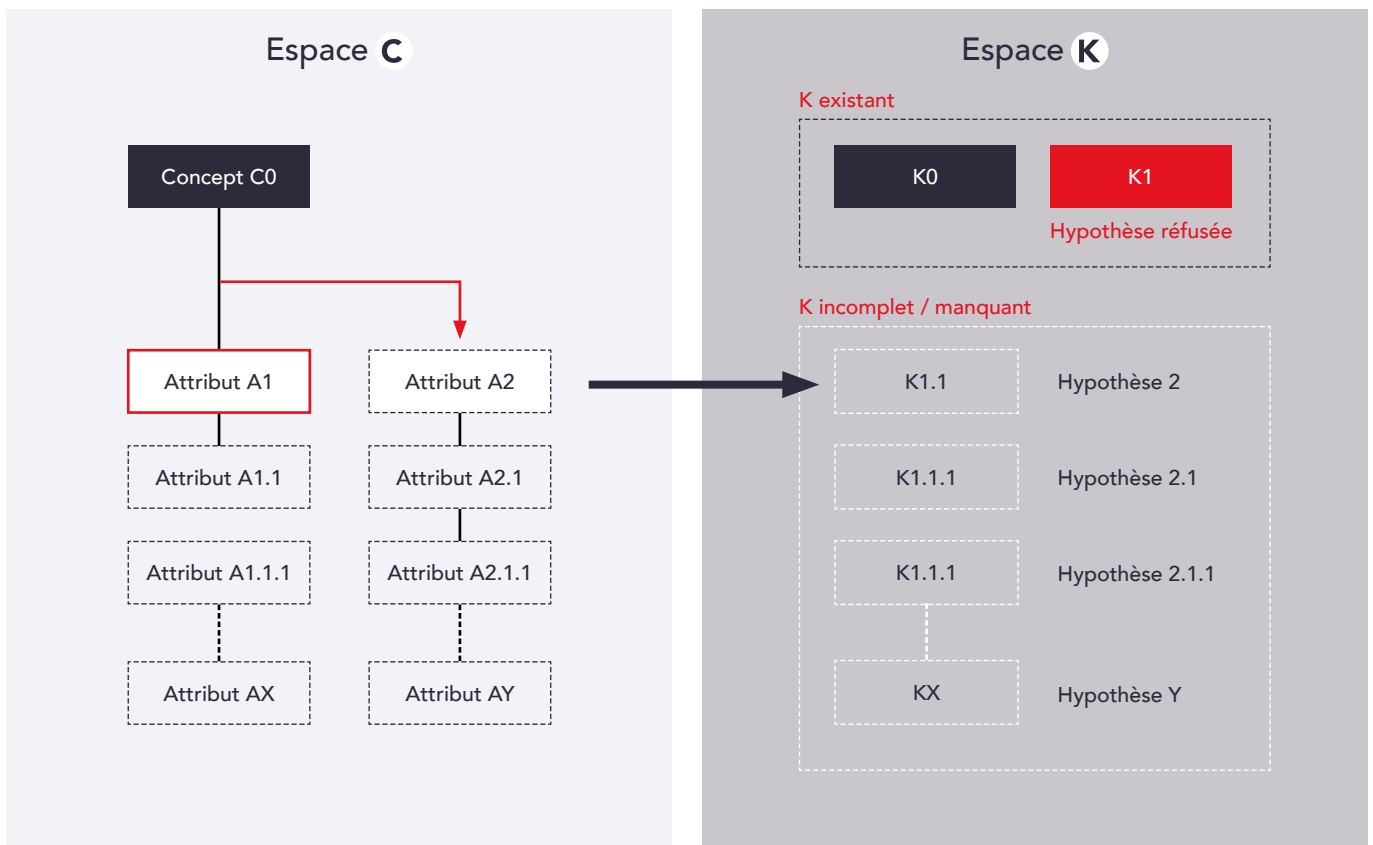 Espace C
Concept C0
Attribut A1
Attribut A2
Attribut A1.1
Attribut A2.1
Attribut A1.1.1
Attribut A2.1.1
Attribut AX
Attribut AY
Espace K
K existant
K0
K1
Hypothèse réfusée
K incomplet / manquant
K1.1
Hypothèse 2
K1.1.1
Hypothèse 2.1
K1.1.1
Hypothèse 2.1.1
KX
Hypothèse Y